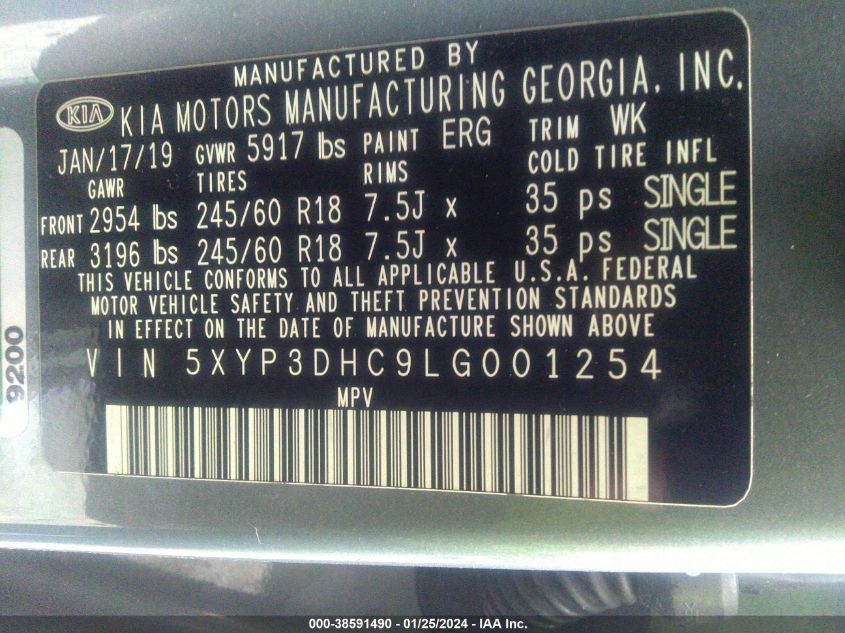 MANUFACTURED BY
KIA KIA MOTORS MANUFACTURING GEORGIA, INC.
JAN/17/19 GVWR 5917 lbs PAINT ERG TRIM WK
GAWR TIRES RIMS COLD TIRE INFL
FRONT 2954 lbs 245/60 R18 7.5J x 35 ps SINGLE
REAR 3196 lbs 245/60 R18 7.5J x 35 ps SINGLE
THIS VEHICLE CONFORMS TO ALL APPLICABLE U.S.A. FEDERAL
MOTOR VEHICLE SAFETY AND THEFT PREVENTION STANDARDS
IN EFFECT ON THE DATE OF MANUFACTURE SHOWN ABOVE
VIN 5XYP3DHC9LG001254
MPV
9200
000-38591490 - 01/25/2024 - IAA Inc.